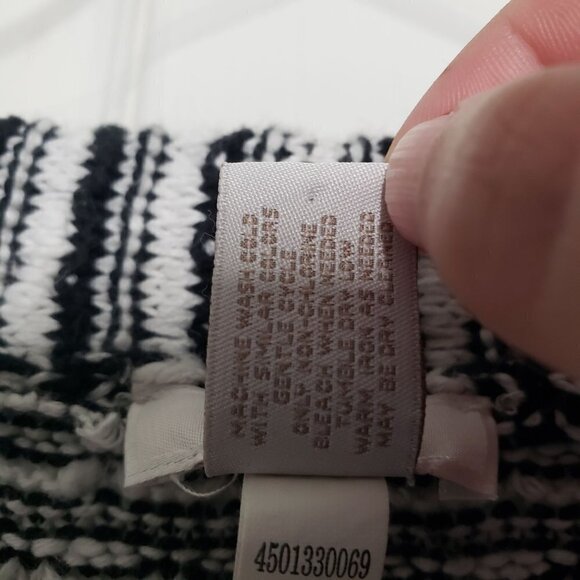 MACHINE WASH COLD
WITH SIMILAR COLORS
GENTLE CYCLE
ONLY NON-CHLORINE
BLEACH WHEN NEEDED
TUMBLE DRY LOW
WARM IRON AS NEEDED
MAY BE DRY CLEANED
4501330069